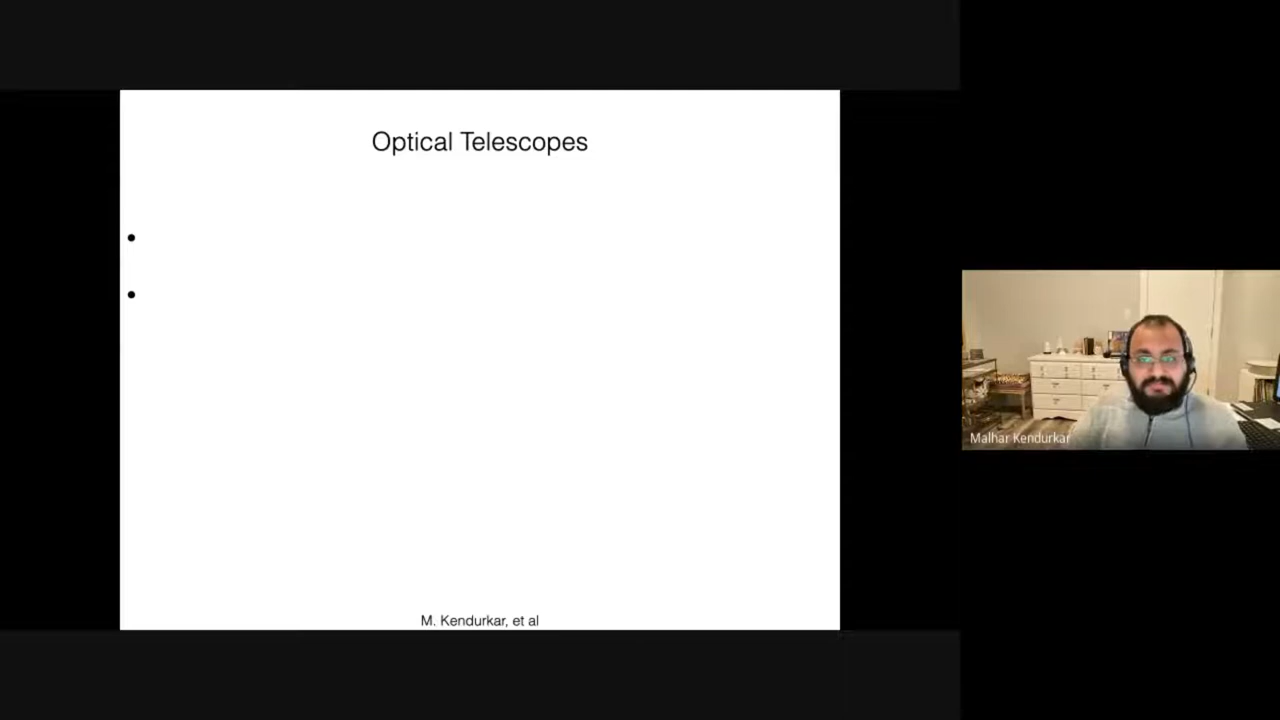 Optical Telescopes
•
•
M. Kendurkar, et al
Malhar Kendurkar